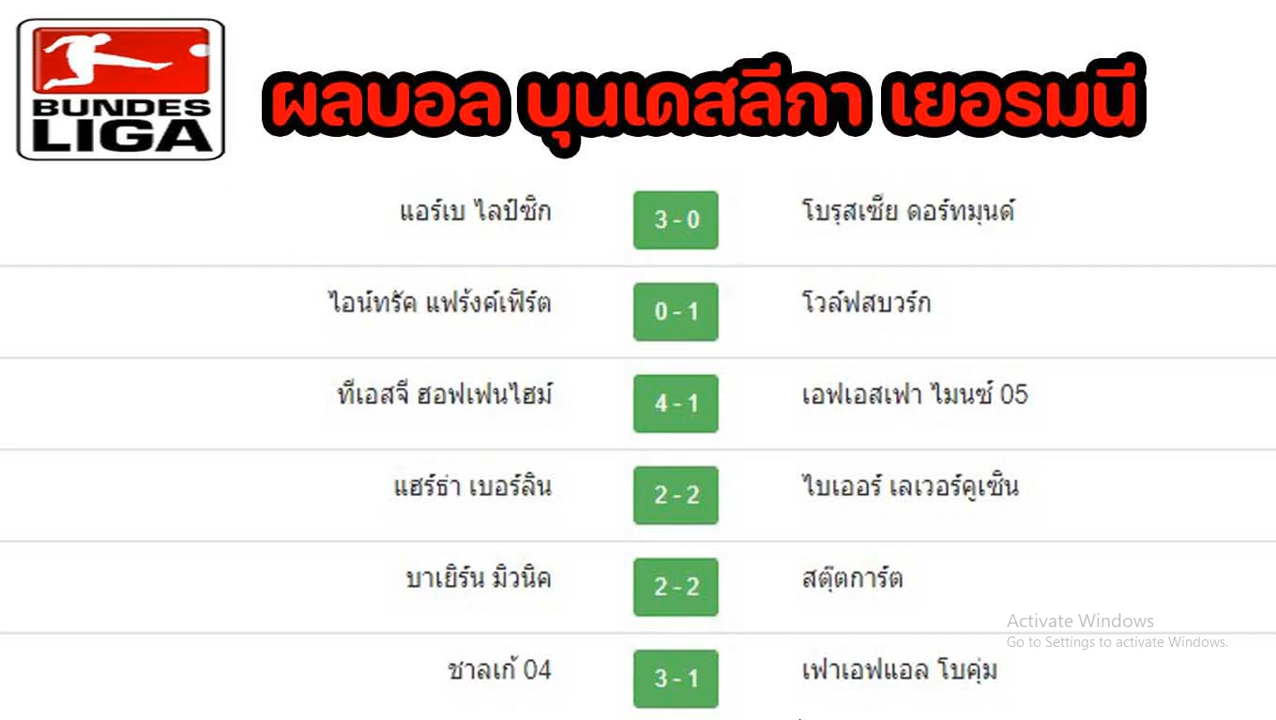 BUNDES
LIGA
ผลบอล บุนเดสลีกา เยอรมนี
แอร์เบ ไลป์ซิ้ก 3 - 0 โบรุสเซี่ย ดอร์ทมุนด์
ไอน์ทรัค แฟร้งค์เฟิร์ต 0 - 1 โวล์ฟสบวร์ก
ทีเอสจี ฮอฟเฟนไฮม์ 4 - 1 เอฟเอสเฟา ไมนซ์ 05
แฮร์ธ่า เบอร์ลิน 2 - 2 ไบเออร์ เลเวอร์คูเซ่น
บาเยิร์น มิวนิค 2 - 2 สตุ๊ตการ์ต
ชาลเก้ 04 3 - 1 เฟาเอฟแอล โบคุ่ม
Activate Windows
Go to Settings to activate Windows.